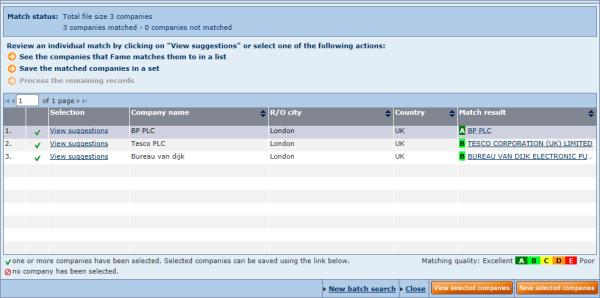 Match status: Total file size 3 companies
3 companies matched - 0 companies not matched
Review an individual match by clicking on "View suggestions" or select one of the following actions:
See the companies that Fame matches them to in a list
Save the matched companies in a set
Process the remaining records
1 of 1 page
Selection Company name R/O city Country Match result
1. View suggestions BP PLC London UK A BP PLC
2. View suggestions Tesco PLC London UK B TESCO CORPORATION (UK) LIMITED
3. View suggestions Bureau van dijk London UK B BUREAU VAN DIJK ELECTRONIC PU...
one or more companies have been selected. Selected companies can be saved using the link below. Matching quality: Excellent A B C D E Poor
no company has been selected.
New batch search Close View selected companies Save selected companies